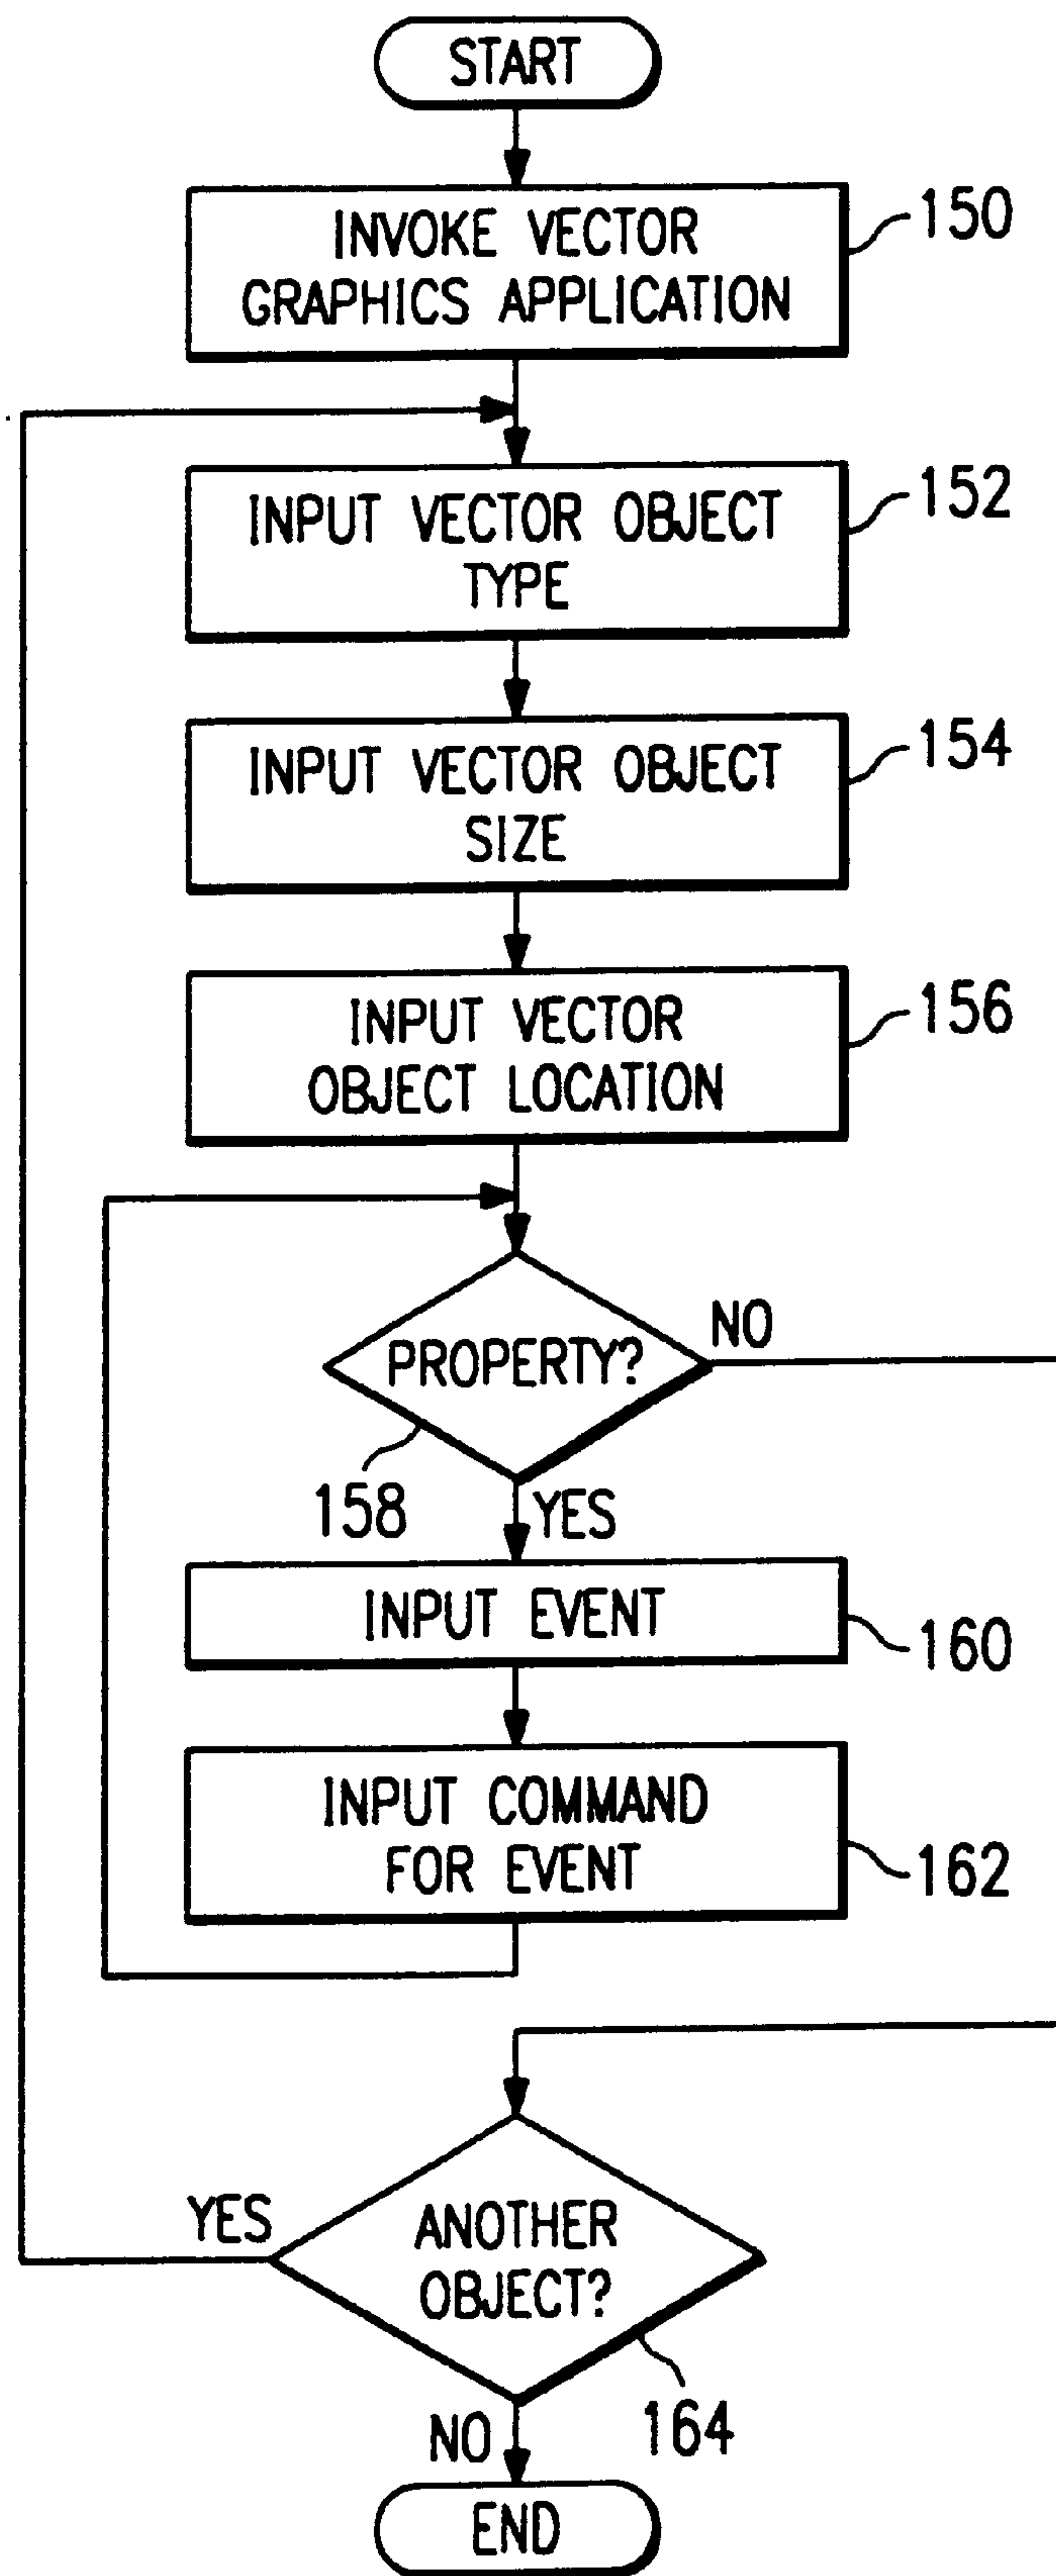 START
INVOKE VECTOR
GRAPHICS APPLICATION
150
INPUT VECTOR OBJECT
TYPE
152
INPUT VECTOR OBJECT
SIZE
154
INPUT VECTOR
OBJECT LOCATION
156
PROPERTY?
NO
158
YES
INPUT EVENT
160
INPUT COMMAND
FOR EVENT
162
YES
ANOTHER
OBJECT?
164
NO
END